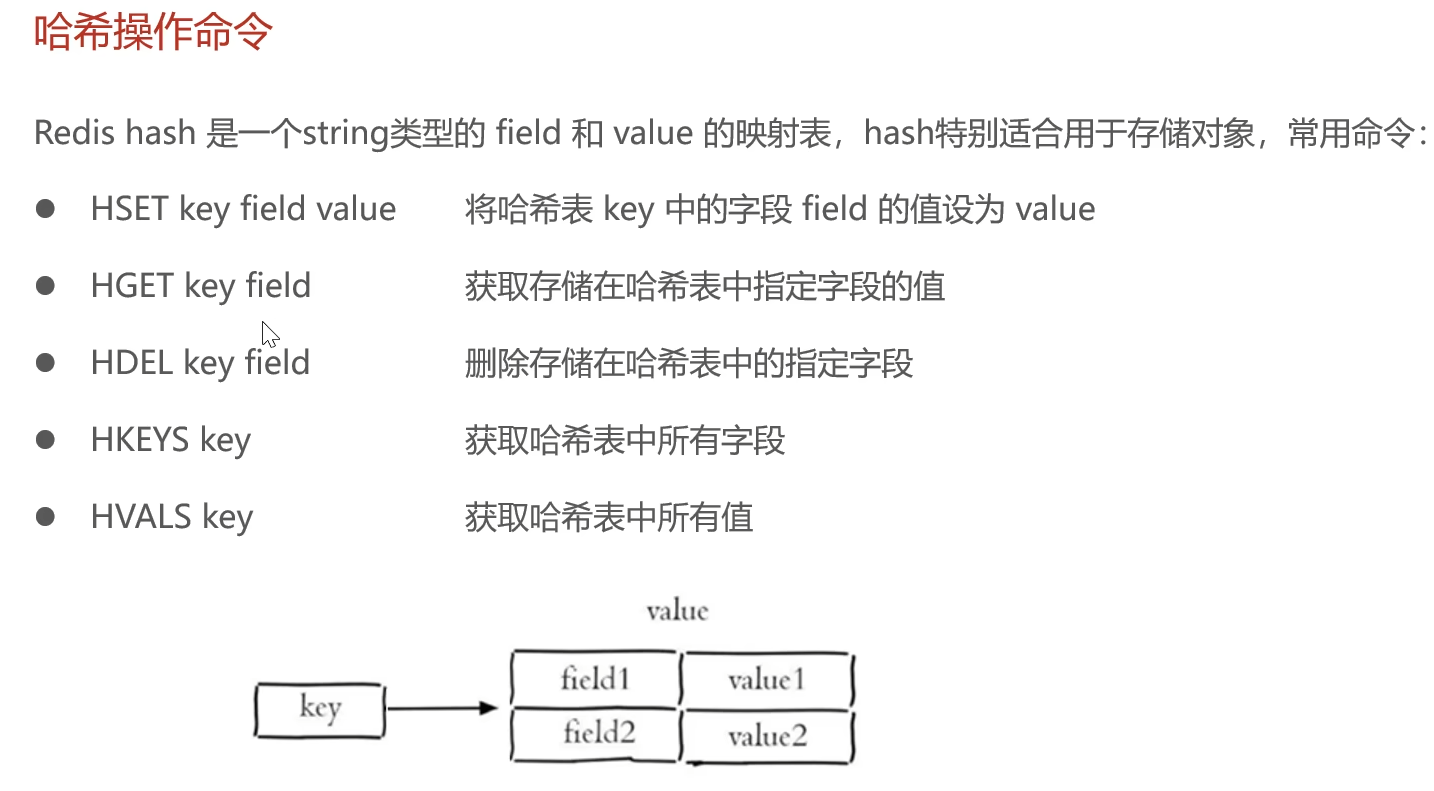 哈希操作命令
Redis hash 是一个string类型的 field 和 value 的映射表，hash特别适合用于存储对象，常用命令：
● HSET key field value 将哈希表 key 中的字段 field 的值设为 value
● HGET key field 获取存储在哈希表中指定字段的值
● HDEL key field 删除存储在哈希表中的指定字段
● HKEYS key 获取哈希表中所有字段
● HVALS key 获取哈希表中所有值
value
field1 value1
key
field2 value2